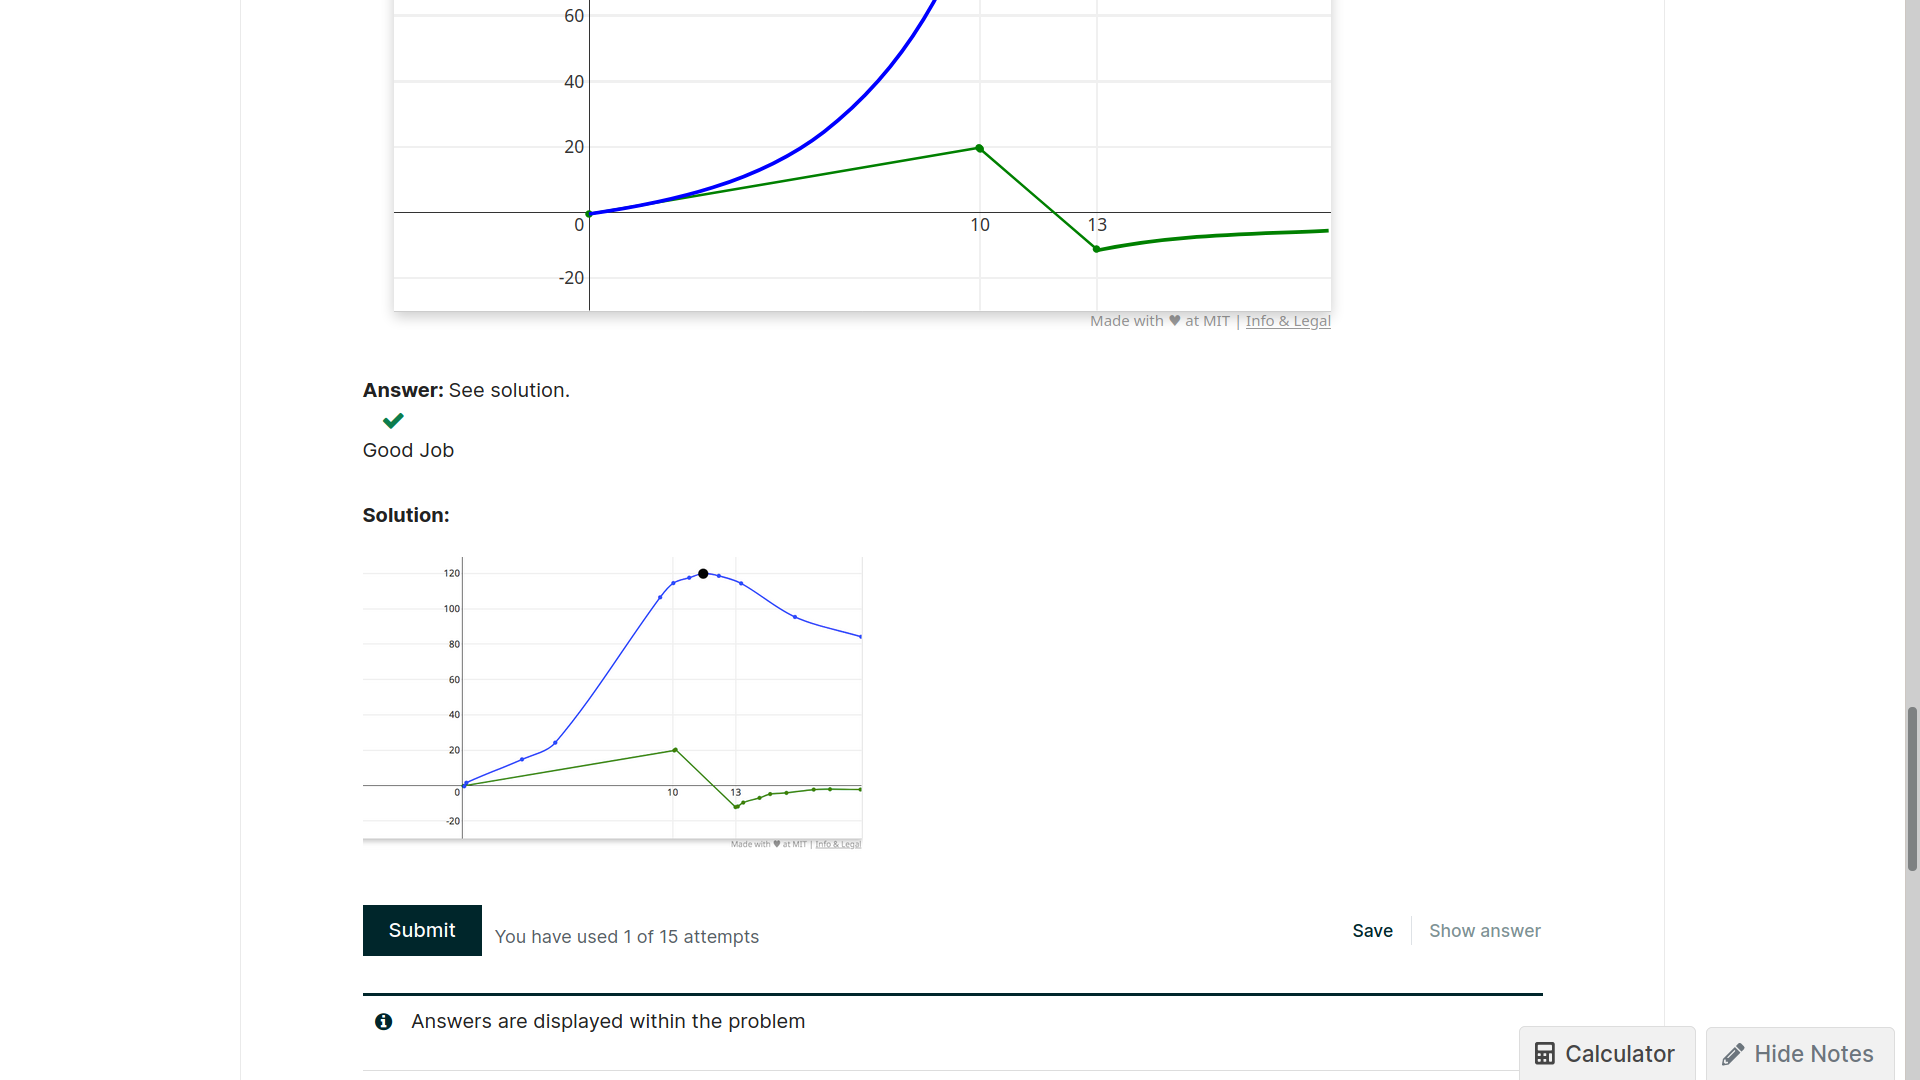 60
40
20
0
10
13
-20
Made with ♥ at MIT | Info & Legal
Answer: See solution.
Good Job
Solution:
120
100
80
60
40
20
0
10
13
-20
Made with ♥ at MIT | Info & Legal
Submit
You have used 1 of 15 attempts
Save
Show answer
Answers are displayed within the problem
Calculator
Hide Notes